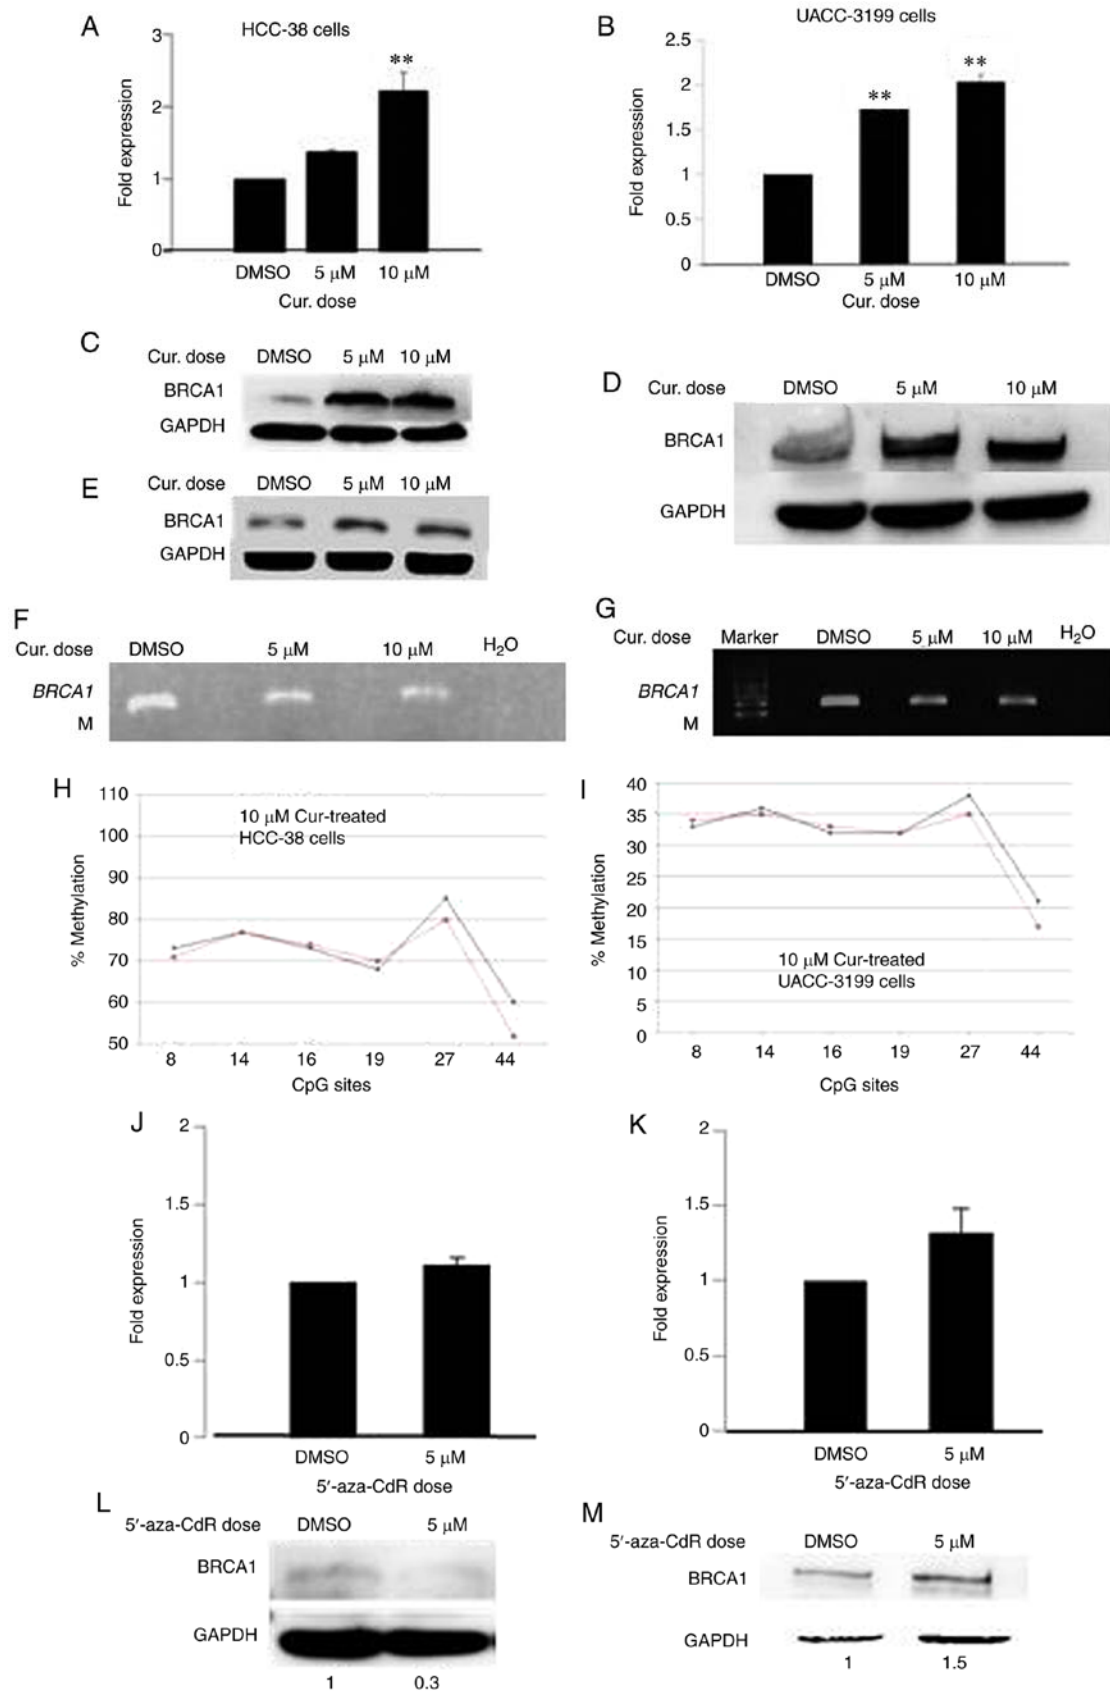 A
HCC-38 cells
3
2
1
0
Fold expression
DMSO 5 µM 10 µM
Cur. dose
**
B
UACC-3199 cells
2.5
2
1.5
1
0.5
0
Fold expression
DMSO 5 µM 10 µM
Cur. dose
**
**
C
Cur. dose DMSO 5 µM 10 µM
BRCA1
GAPDH
D
Cur. dose DMSO 5 µM 10 µM
BRCA1
GAPDH
E
Cur. dose DMSO 5 µM 10 µM
BRCA1
GAPDH
F
Cur. dose DMSO 5 µM 10 µM H₂O
BRCA1
M
G
Cur. dose Marker DMSO 5 µM 10 µM H₂O
BRCA1
M
H
110
100
90
80
70
60
50
% Methylation
10 µM Cur-treated
HCC-38 cells
8 14 16 19 27 44
CpG sites
I
40
35
30
25
20
15
10
5
0
% Methylation
10 µM Cur-treated
UACC-3199 cells
8 14 16 19 27 44
CpG sites
J
2
1.5
1
0.5
0
Fold expression
DMSO 5 µM
5′-aza-CdR dose
K
2
1.5
1
0.5
0
Fold expression
DMSO 5 µM
5′-aza-CdR dose
L
5′-aza-CdR dose DMSO 5 µM
BRCA1
GAPDH
1 0.3
M
5′-aza-CdR dose DMSO 5 µM
BRCA1
GAPDH
1 1.5